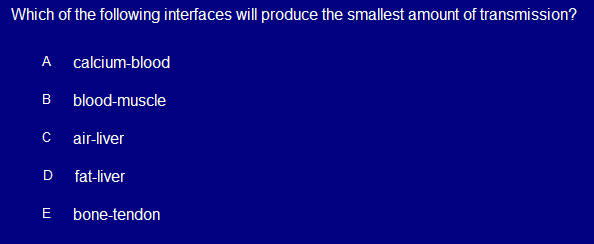 Which of the following interfaces will produce the smallest amount of transmission?
A calcium-blood
B blood-muscle
C air-liver
D fat-liver
E bone-tendon